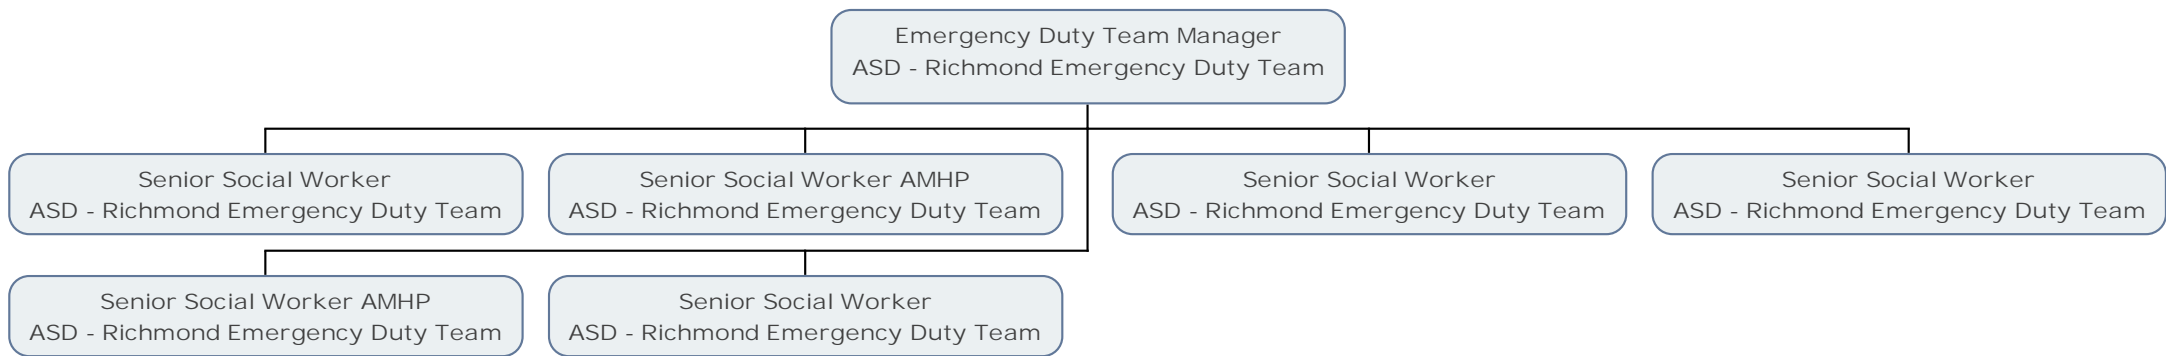 Emergency Duty Team Manager
ASD - Richmond Emergency Duty Team
Senior Social Worker
ASD - Richmond Emergency Duty Team
Senior Social Worker AMHP
ASD - Richmond Emergency Duty Team
Senior Social Worker
ASD - Richmond Emergency Duty Team
Senior Social Worker
ASD - Richmond Emergency Duty Team
Senior Social Worker AMHP
ASD - Richmond Emergency Duty Team
Senior Social Worker
ASD - Richmond Emergency Duty Team